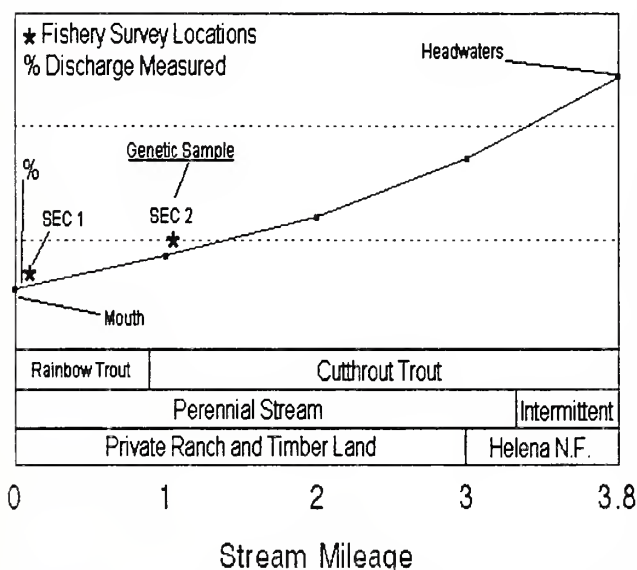 ★ Fishery Survey Locations
% Discharge Measured
Headwaters
Genetic Sample
%
SEC 1
SEC 2
Mouth
Rainbow Trout
Cutthrout Trout
Perennial Stream
Intermittent
Private Ranch and Timber Land
Helena N.F.
0 1 2 3 3.8
Stream Mileage